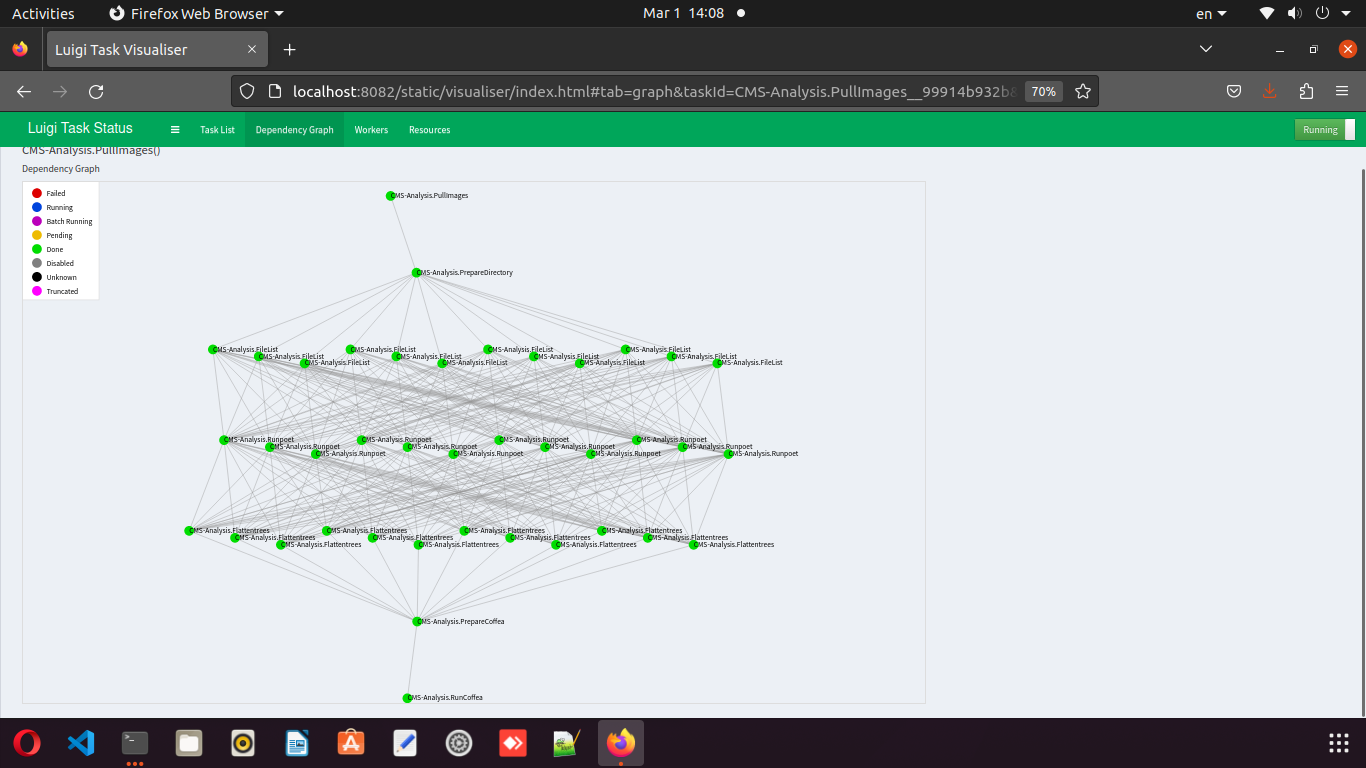 Activities Firefox Web Browser Mar 1 14:08 en
Luigi Task Visualiser
localhost:8082/static/visualiser/index.html#tab=graph&taskId=CMS-Analysis.PullImages__99914b932b8 70%
Luigi Task Status Task List Dependency Graph Workers Resources Running
CMS-Analysis.PullImages()
Dependency Graph
Failed
Running
Batch Running
Pending
Done
Disabled
Unknown
Truncated
CMS-Analysis.PullImages
CMS-Analysis.PrepareDirectory
CMS-Analysis.FileList CMS-Analysis.FileList CMS-Analysis.FileList CMS-Analysis.FileList
CMS-Analysis.FileList CMS-Analysis.FileList CMS-Analysis.FileList CMS-Analysis.FileList
CMS-Analysis.FileList CMS-Analysis.FileList CMS-Analysis.FileList CMS-Analysis.FileList
CMS-Analysis.Runpoet CMS-Analysis.Runpoet CMS-Analysis.Runpoet CMS-Analysis.Runpoet
CMS-Analysis.Runpoet CMS-Analysis.Runpoet CMS-Analysis.Runpoet CMS-Analysis.Runpoet
CMS-Analysis.Runpoet CMS-Analysis.Runpoet CMS-Analysis.Runpoet CMS-Analysis.Runpoet
CMS-Analysis.Flattentrees CMS-Analysis.Flattentrees CMS-Analysis.Flattentrees CMS-Analysis.Flattentrees
CMS-Analysis.Flattentrees CMS-Analysis.Flattentrees CMS-Analysis.Flattentrees CMS-Analysis.Flattentrees
CMS-Analysis.Flattentrees CMS-Analysis.Flattentrees CMS-Analysis.Flattentrees CMS-Analysis.Flattentrees
CMS-Analysis.PrepareCoffea
CMS-Analysis.RunCoffea